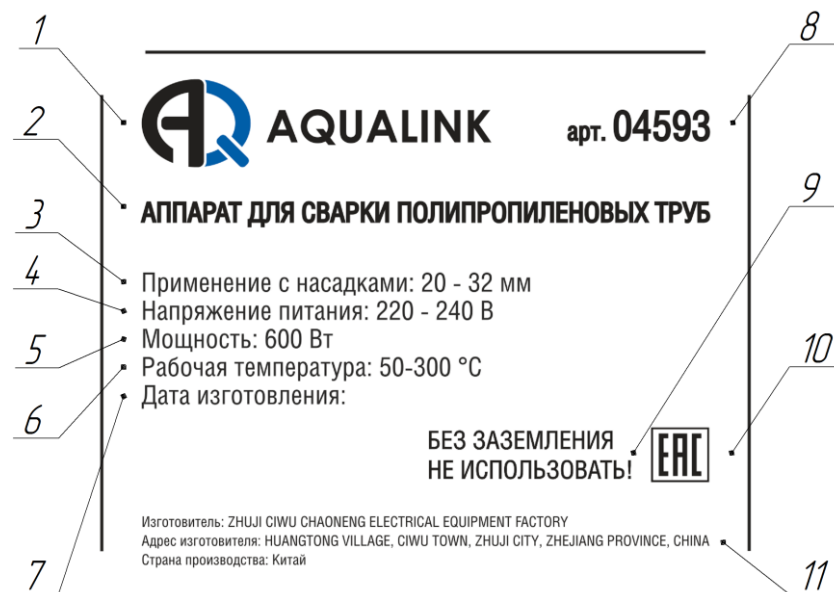 1
8
AQ AQUALINK арт. 04593
2
АППАРАТ ДЛЯ СВАРКИ ПОЛИПРОПИЛЕНОВЫХ ТРУБ
9
3
Применение с насадками: 20 - 32 мм
4
Напряжение питания: 220 - 240 В
5
Мощность: 600 Вт
10
Рабочая температура: 50-300 °C
6
Дата изготовления:
БЕЗ ЗАЗЕМЛЕНИЯ
НЕ ИСПОЛЬЗОВАТЬ!
EAC
Изготовитель: ZHUJI CIWU CHAONENG ELECTRICAL EQUIPMENT FACTORY
Адрес изготовителя: HUANGTONG VILLAGE, CIWU TOWN, ZHUJI CITY, ZHEJIANG PROVINCE, CHINA
Страна производства: Китай
7
11